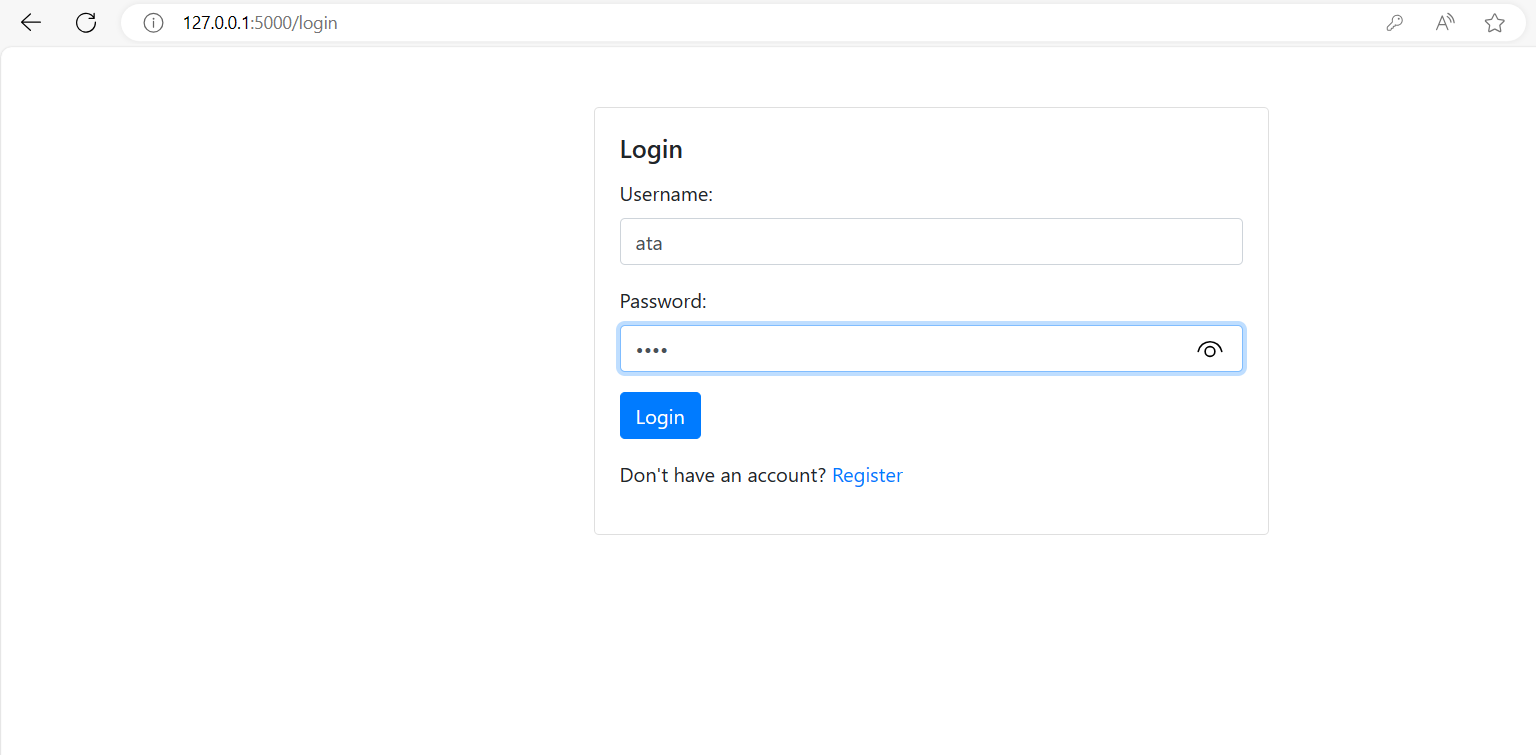 127.0.0.1:5000/login
Login
Username:
ata
Password:
••••
Login
Don't have an account? Register